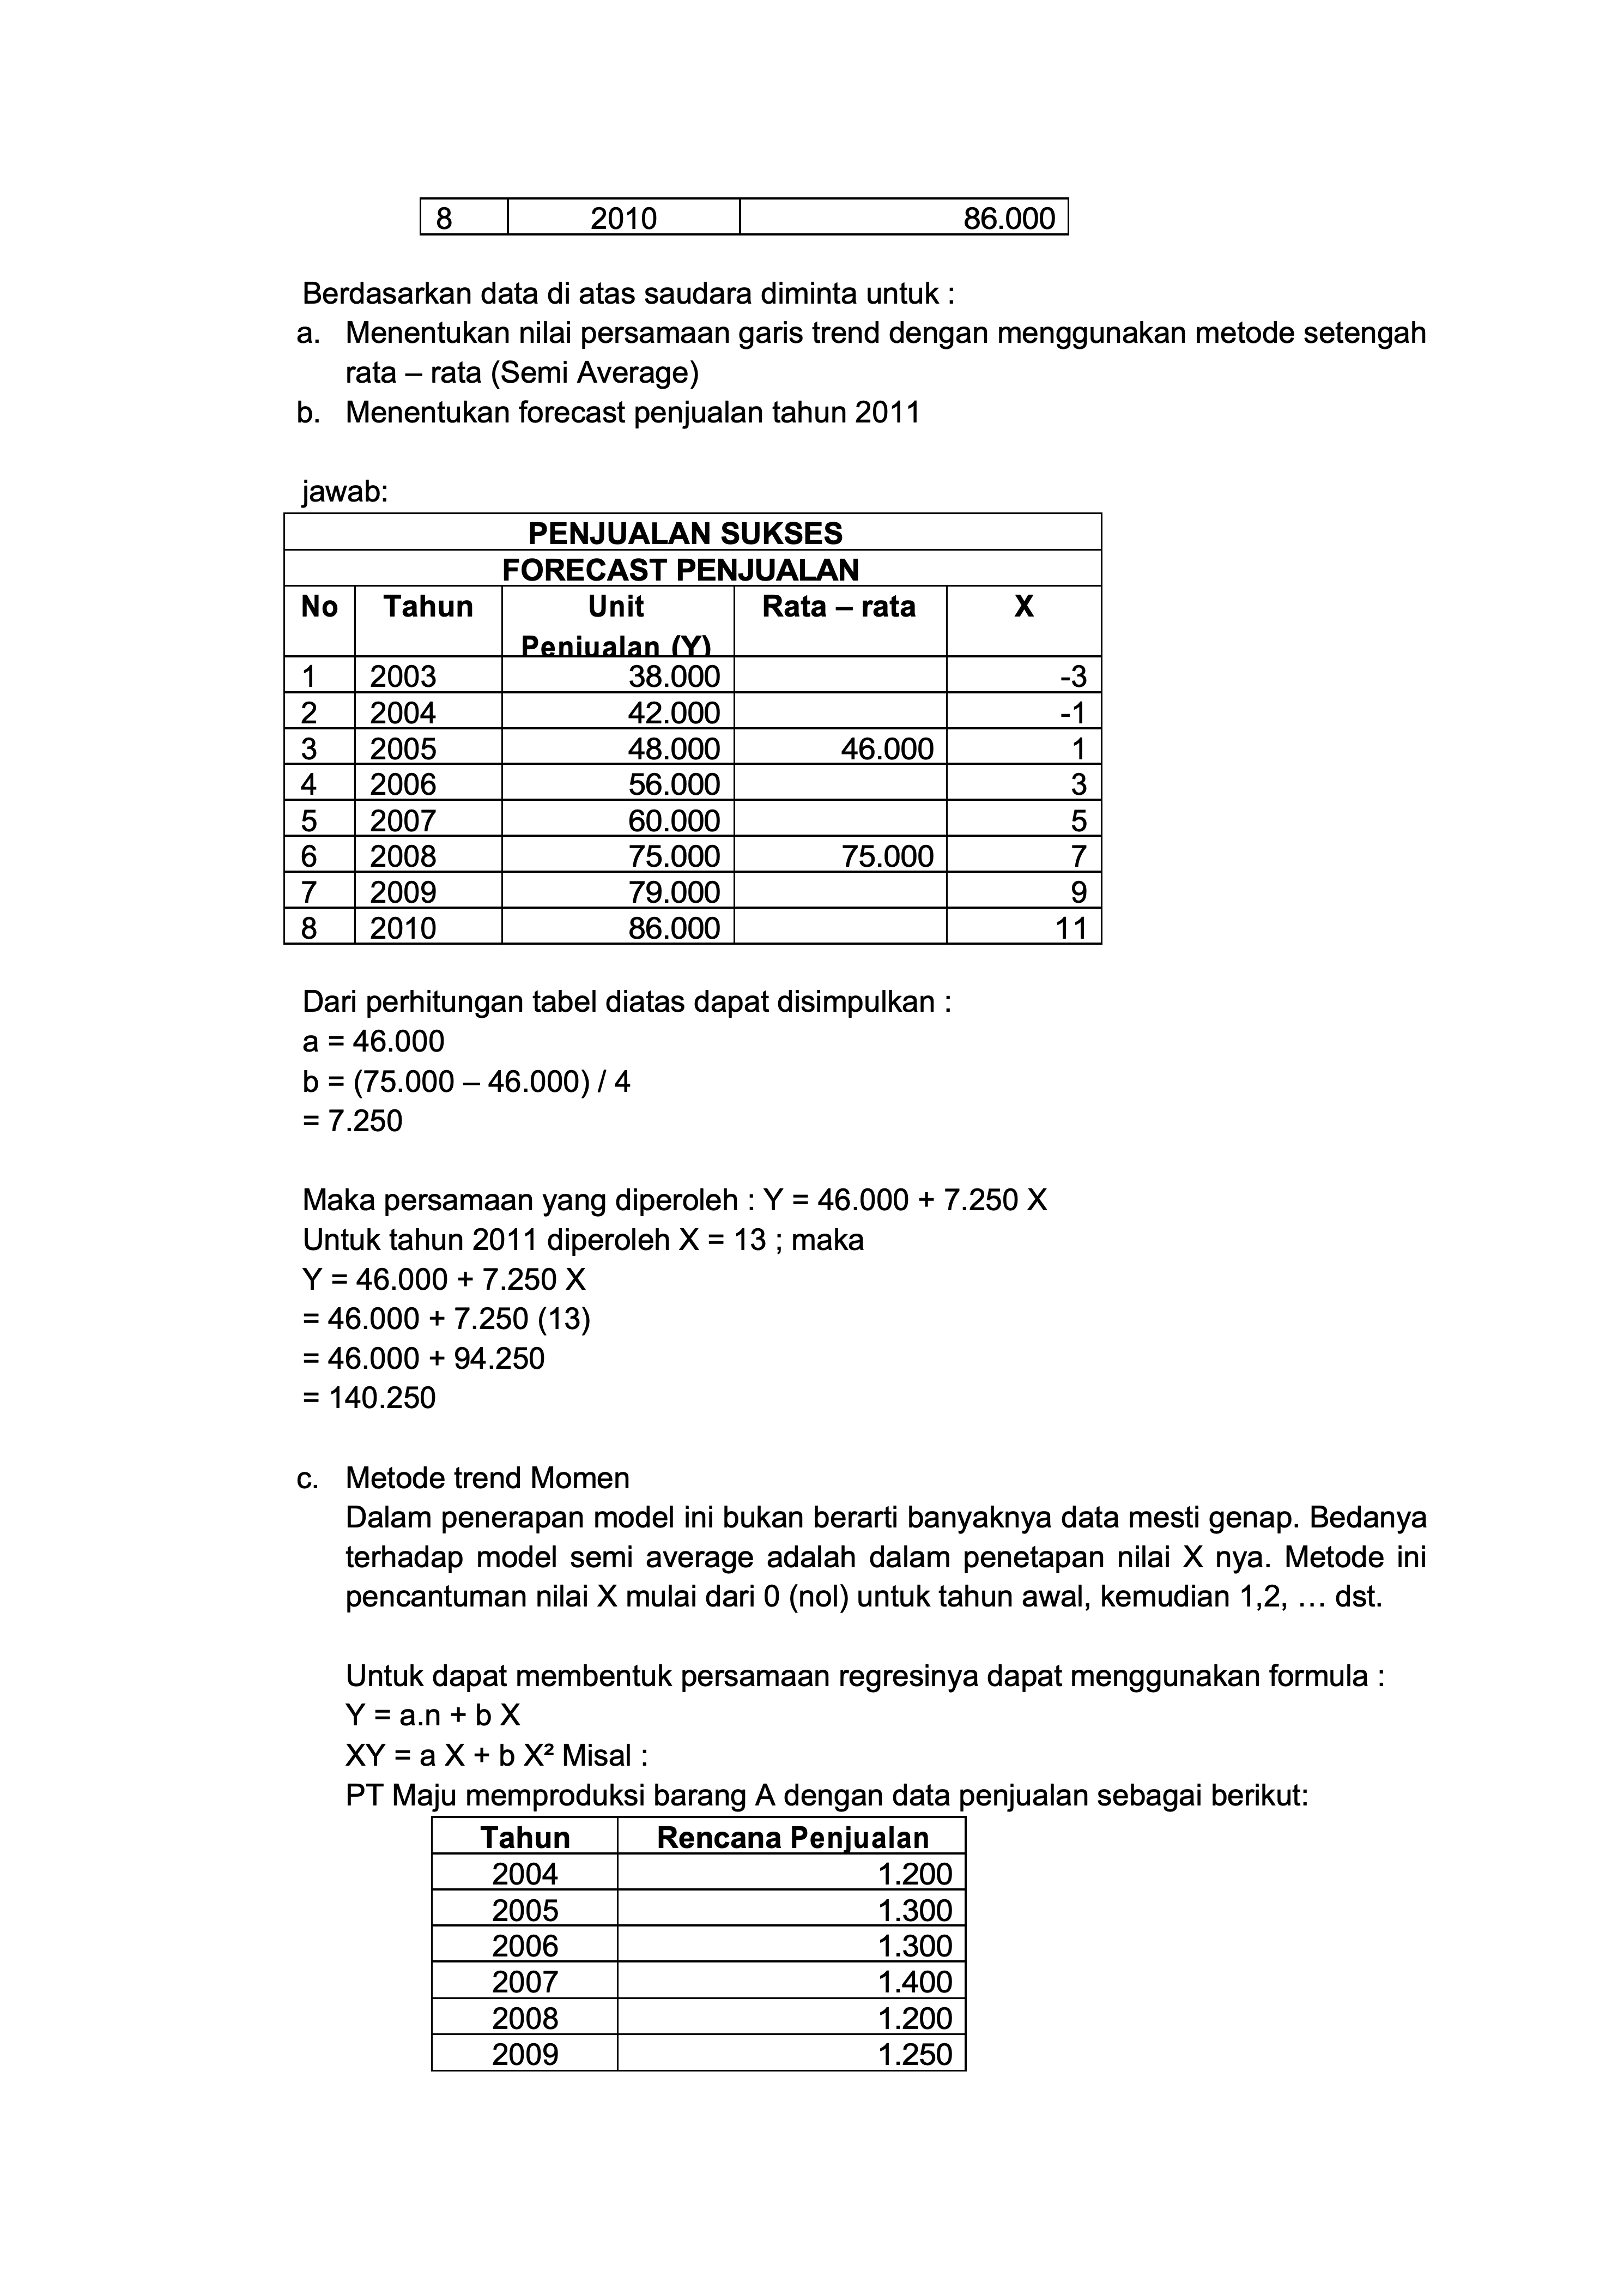 8 2010 86.000
Berdasarkan data di atas saudara diminta untuk :
a. Menentukan nilai persamaan garis trend dengan menggunakan metode setengah
rata – rata (Semi Average)
b. Menentukan forecast penjualan tahun 2011
jawab:
PENJUALAN SUKSES
FORECAST PENJUALAN
No Tahun Unit Rata – rata X
Penjualan (Y)
1 2003 38.000 -3
2 2004 42.000 -1
3 2005 48.000 46.000 1
4 2006 56.000 3
5 2007 60.000 5
6 2008 75.000 75.000 7
7 2009 79.000 9
8 2010 86.000 11
Dari perhitungan tabel diatas dapat disimpulkan :
a = 46.000
b = (75.000 – 46.000) / 4
= 7.250
Maka persamaan yang diperoleh : Y = 46.000 + 7.250 X
Untuk tahun 2011 diperoleh X = 13 ; maka
Y = 46.000 + 7.250 X
= 46.000 + 7.250 (13)
= 46.000 + 94.250
= 140.250
c. Metode trend Momen
Dalam penerapan model ini bukan berarti banyaknya data mesti genap. Bedanya
terhadap model semi average adalah dalam penetapan nilai X nya. Metode ini
pencantuman nilai X mulai dari 0 (nol) untuk tahun awal, kemudian 1,2, … dst.
Untuk dapat membentuk persamaan regresinya dapat menggunakan formula :
Y = a.n + b X
XY = a X + b X² Misal :
PT Maju memproduksi barang A dengan data penjualan sebagai berikut:
Tahun Rencana Penjualan
2004 1.200
2005 1.300
2006 1.300
2007 1.400
2008 1.200
2009 1.250